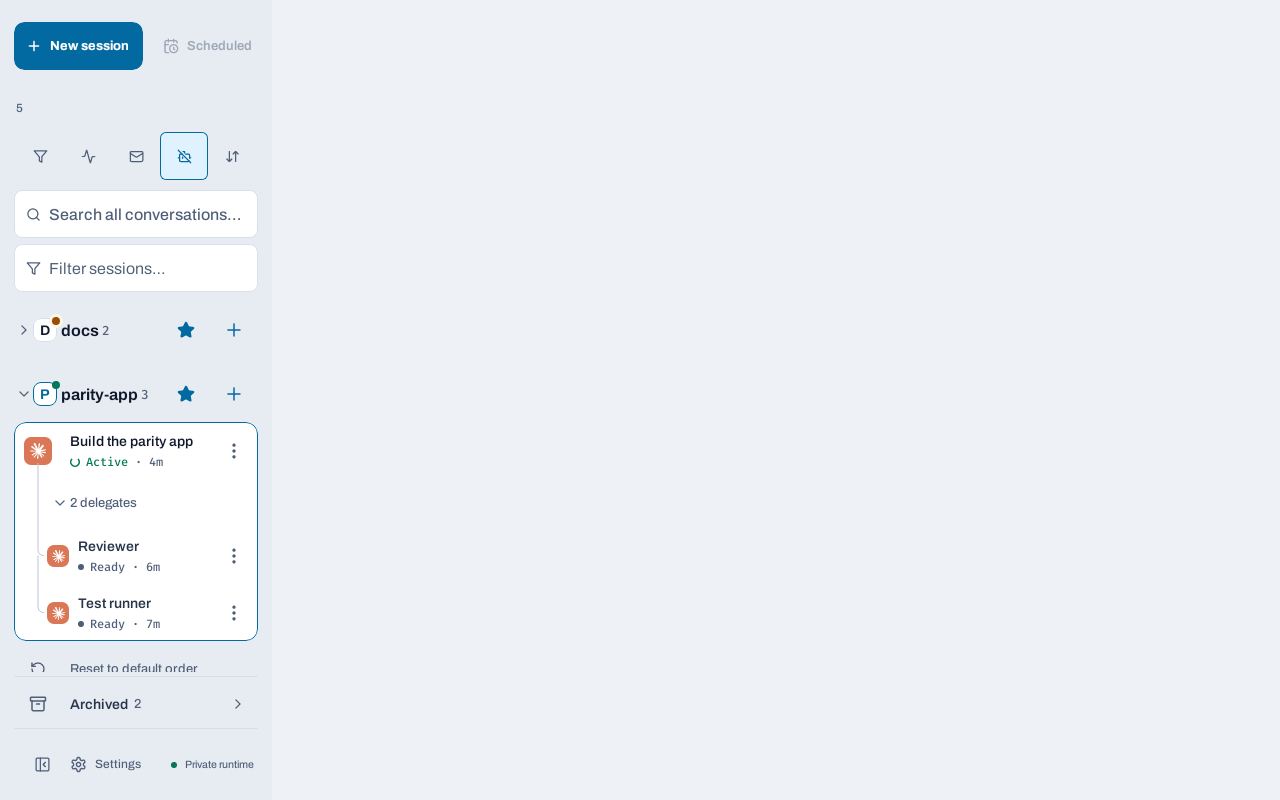 New session
Scheduled
5
Search all conversations...
Filter sessions...
D docs 2
P parity-app 3
Build the parity app
Active · 4m
2 delegates
Reviewer
Ready · 6m
Test runner
Ready · 7m
Reset to default order
Archived 2
Settings
Private runtime